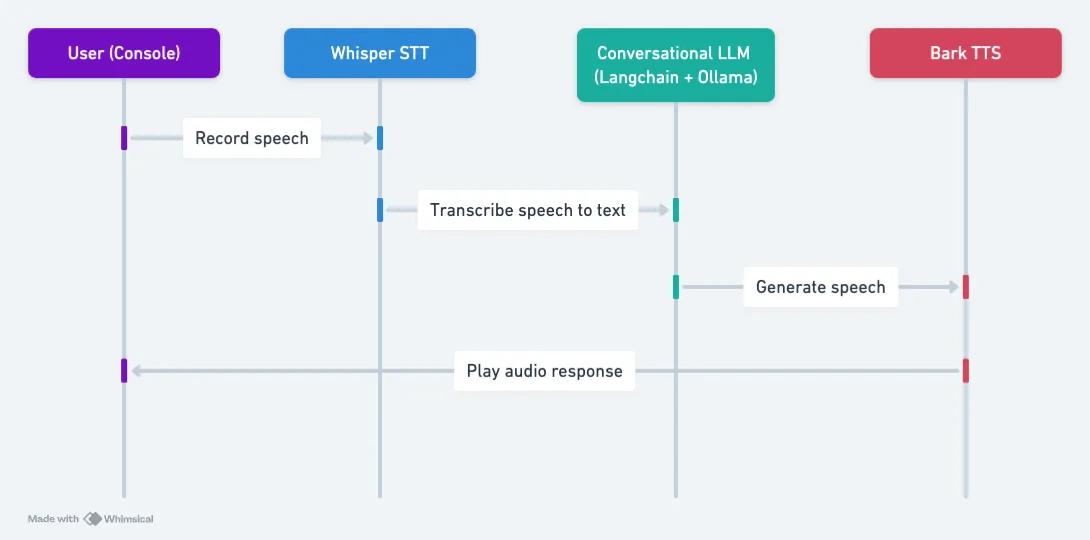 User (Console)
Whisper STT
Conversational LLM
(Langchain + Ollama)
Bark TTS
Record speech
Transcribe speech to text
Generate speech
Play audio response
Made with Whimsical